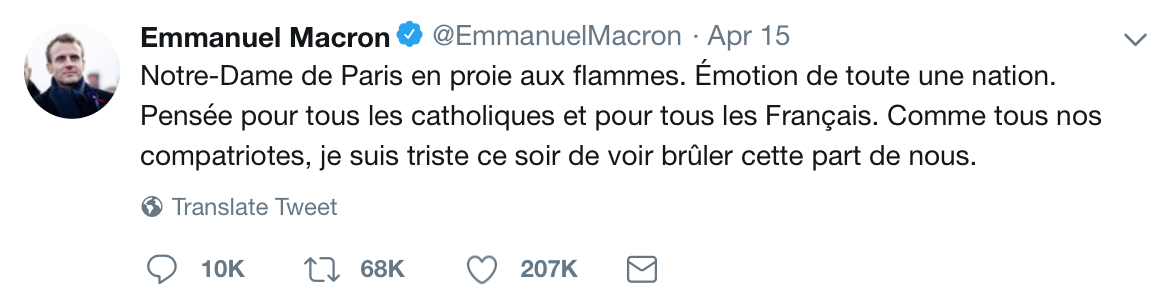 Emmanuel Macron @EmmanuelMacron · Apr 15
Notre-Dame de Paris en proie aux flammes. Émotion de toute une nation.
Pensée pour tous les catholiques et pour tous les Français. Comme tous nos
compatriotes, je suis triste ce soir de voir brûler cette part de nous.
Translate Tweet
10K 68K 207K